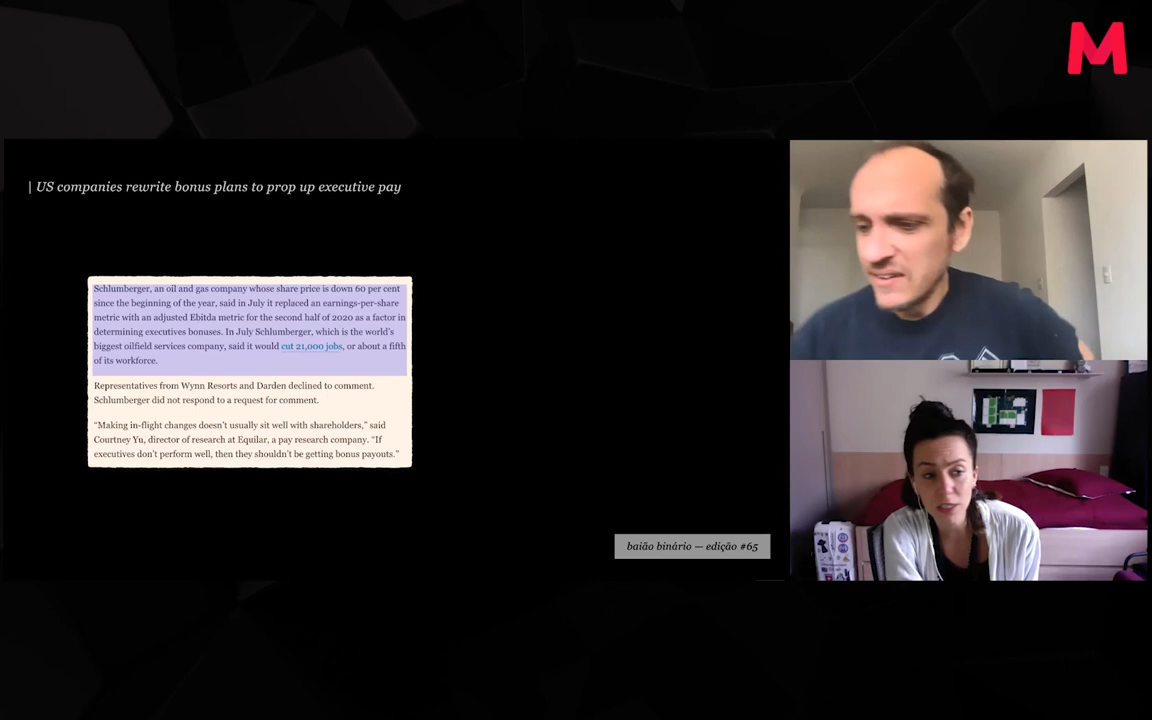 M
| US companies rewrite bonus plans to prop up executive pay
Schlumberger, an oil and gas company whose share price is down 60 per cent
since the beginning of the year, said in July it replaced an earnings-per-share
metric with an adjusted Ebitda metric for the second half of 2020 as a factor in
determining executives bonuses. In July Schlumberger, which is the world's
biggest oilfield services company, said it would cut 21,000 jobs, or about a fifth
of its workforce.
Representatives from Wynn Resorts and Darden declined to comment.
Schlumberger did not respond to a request for comment.
“Making in-flight changes doesn't usually sit well with shareholders,” said
Courtney Yu, director of research at Equilar, a pay research company. “If
executives don't perform well, then they shouldn't be getting bonus payouts.”
baião binário — edição #65